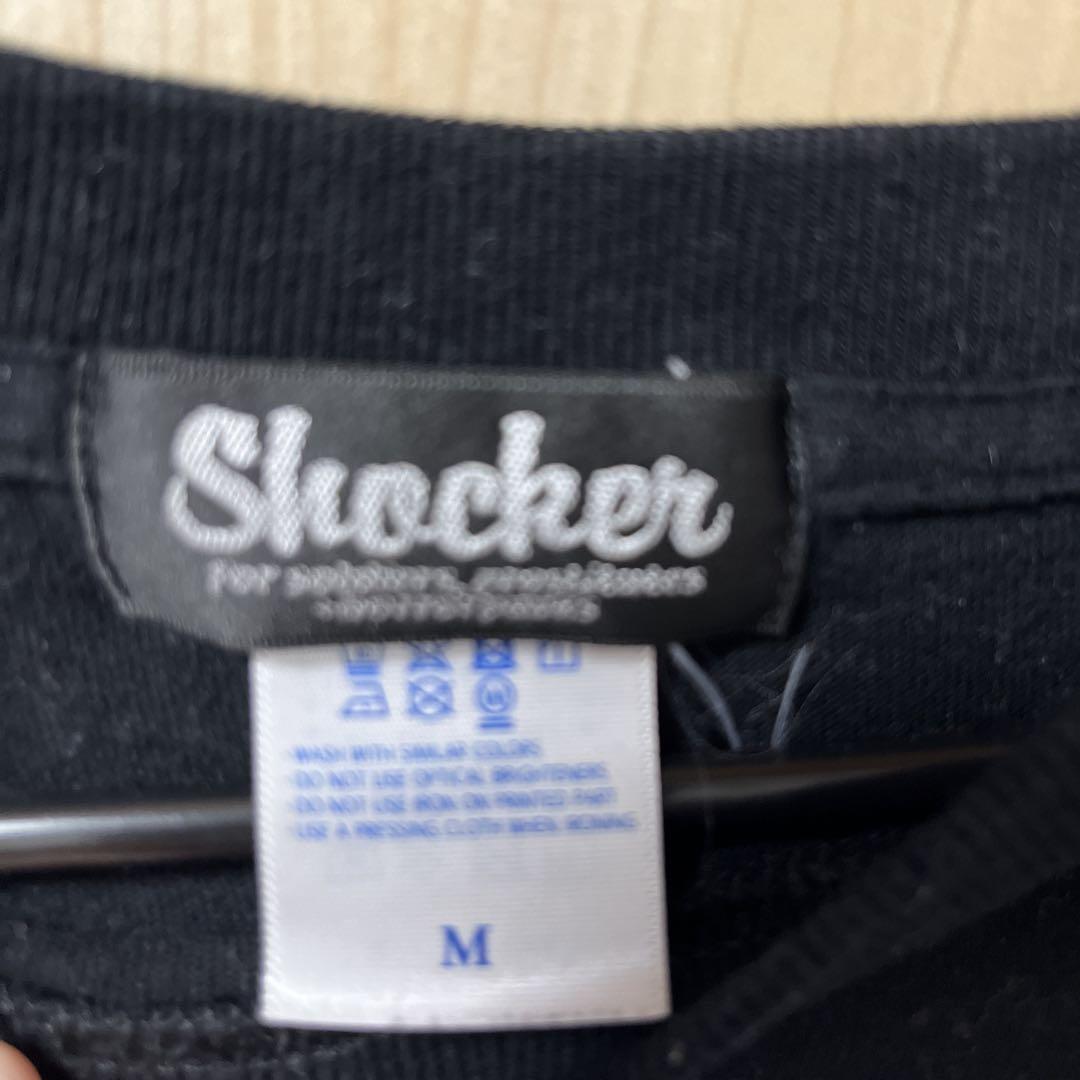 Shocker
For
WASH WITH SIMILAR COLORS
DO NOT USE OPTICAL BRIGHTENERS
DO NOT USE IRON ON PRINTED PART
USE A PRESSING CLOTH WHEN IRONING
M